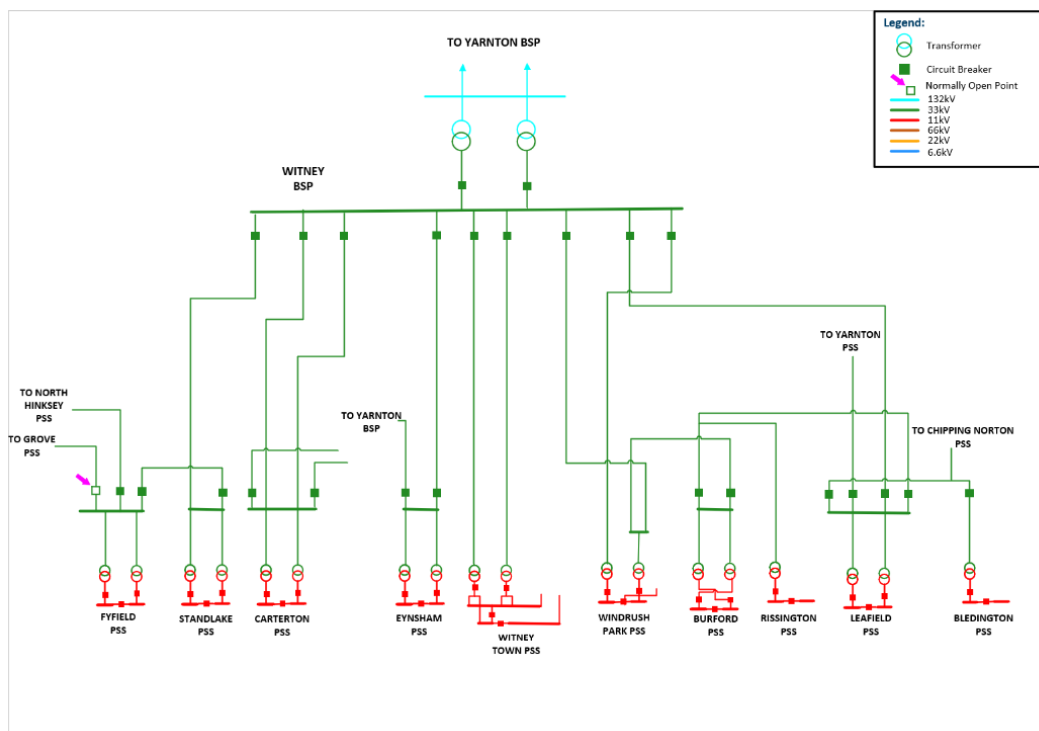 Legend:
Transformer
Circuit Breaker
Normally Open Point
132kV
33kV
11kV
66kV
22kV
6.6kV
TO YARNTON BSP
WITNEY
BSP
TO YARNTON
PSS
TO NORTH
HINKSEY
PSS
TO GROVE
PSS
TO YARNTON
BSP
TO CHIPPING NORTON
PSS
FYFIELD
PSS
STANDLAKE
PSS
CARTERTON
PSS
EYNSHAM
PSS
WITNEY
TOWN PSS
WINDRUSH
PARK PSS
BURFORD
PSS
RISSINGTON
PSS
LEAFIELD
PSS
BLEDINGTON
PSS